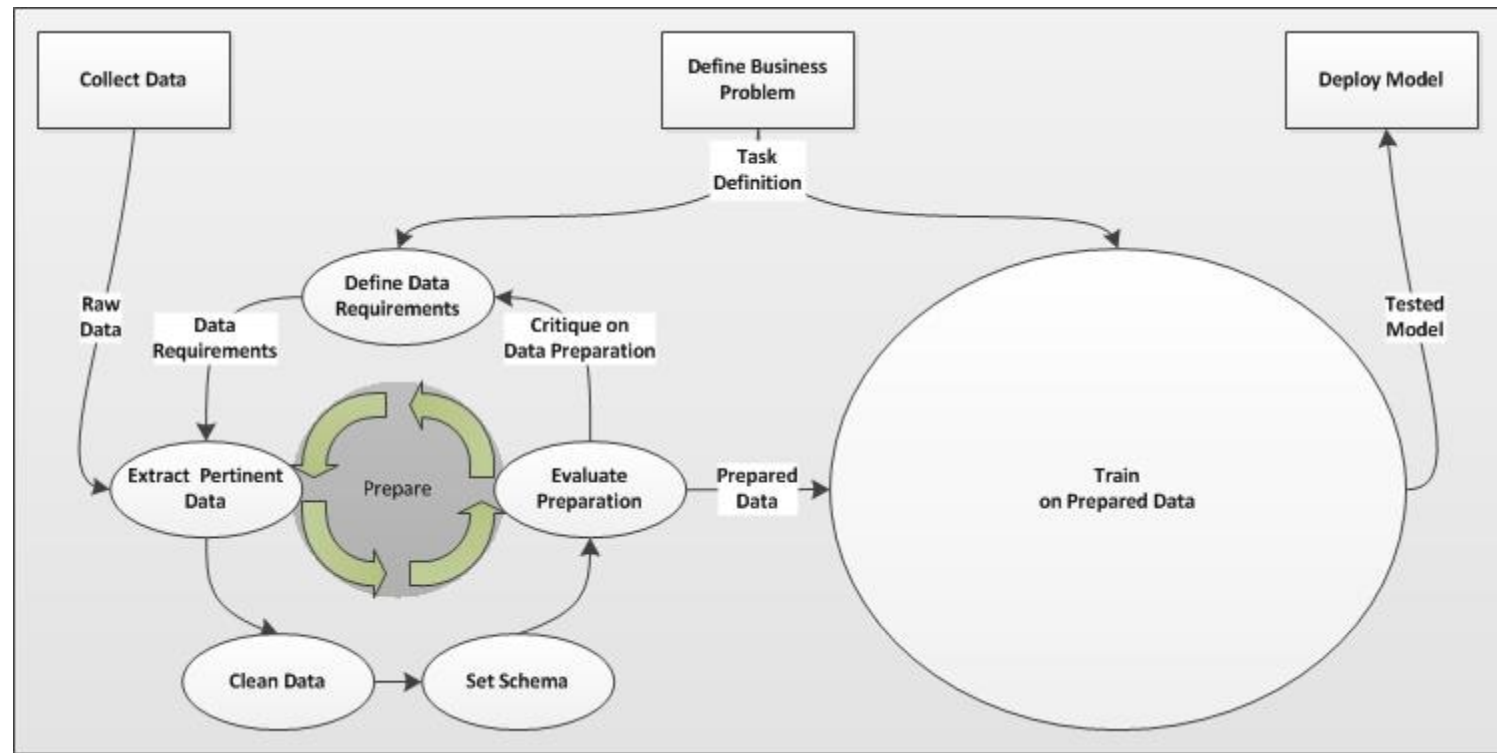 Collect Data
Define Business
Problem
Deploy Model
Task
Definition
Define Data
Requirements
Raw
Data
Data
Requirements
Critique on
Data Preparation
Tested
Model
Extract Pertinent
Data
Prepare
Evaluate
Preparation
Prepared
Data
Train
on Prepared Data
Clean Data
Set Schema